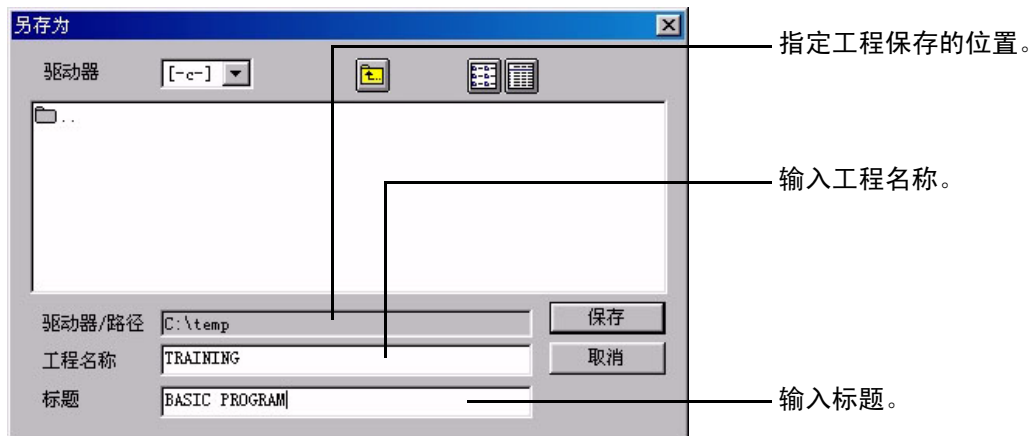 另存为
指定工程保存的位置。
驱动器 [-c-]
..
输入工程名称。
驱动器/路径 C:\temp 保存
工程名称 TRAINING 取消
标题 BASIC PROGRAM 输入标题。